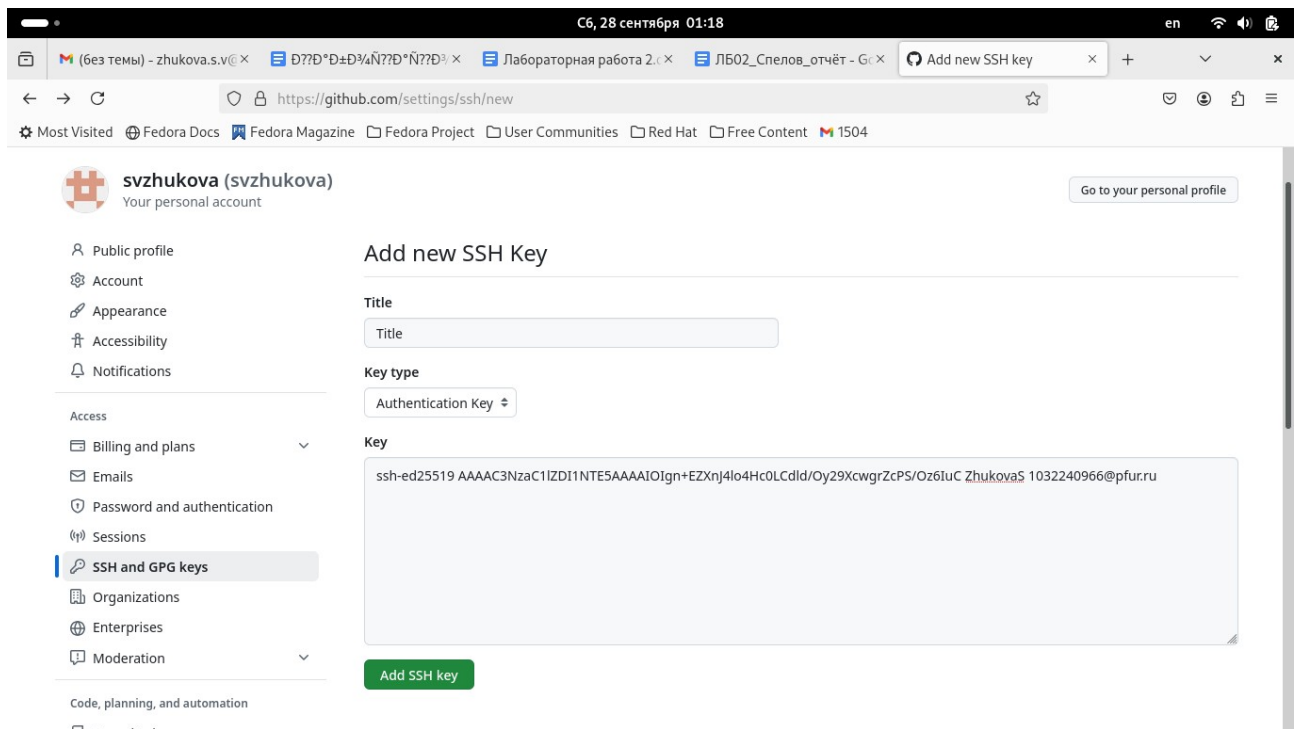 Сб, 28 сентября 01:18
en
(без темы) - zhukova.s.v@
Лабораторная работа 2.
ЛБ02_Спелов_отчёт - Go
Add new SSH key
https://github.com/settings/ssh/new
Most Visited Fedora Docs Fedora Magazine Fedora Project User Communities Red Hat Free Content 1504
svzhukova (svzhukova)
Your personal account
Go to your personal profile
Public profile
Account
Appearance
Accessibility
Notifications
Access
Billing and plans
Emails
Password and authentication
Sessions
SSH and GPG keys
Organizations
Enterprises
Moderation
Code, planning, and automation
Add new SSH Key
Title
Title
Key type
Authentication Key
Key
ssh-ed25519 AAAAC3NzaC1lZDI1NTE5AAAAIOIgn+EZXnJ4lo4Hc0LCdld/Oy29XcwgrZcPS/Oz6IuC ZhukovaS 1032240966@pfur.ru
Add SSH key